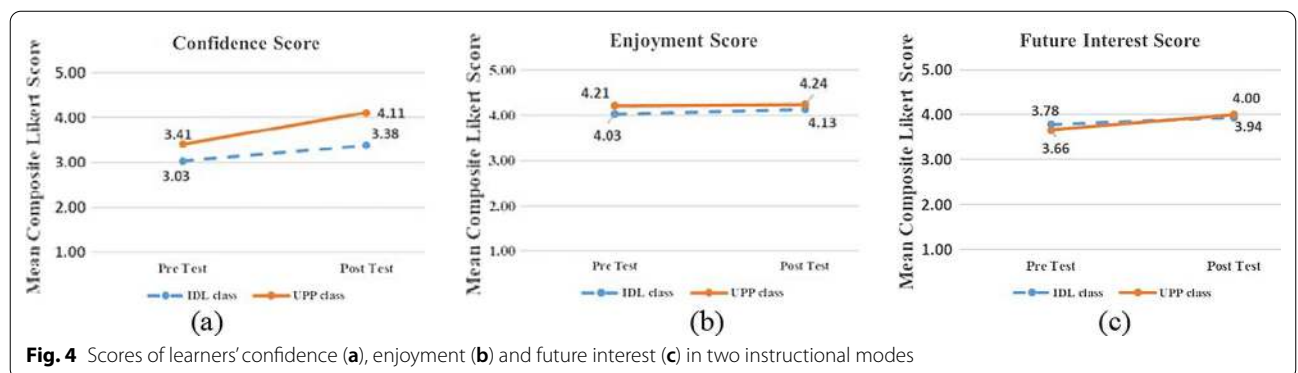 Confidence Score
Mean Composite Likert Score
5.00
4.00
3.00
2.00
1.00
3.41
4.11
3.38
3.03
Pre Test
Post Test
IDL class
UPP class
(a)
Enjoyment Score
Mean Composite Likert Score
5.00
4.00
3.00
2.00
1.00
4.21
4.24
4.03
4.13
Pre Test
Post Test
IDL class
UPP class
(b)
Future Interest Score
Mean Composite Likert Score
5.00
4.00
3.00
2.00
1.00
3.78
4.00
3.66
3.94
Pre Test
Post Test
IDL class
UPP class
(c)
Fig. 4 Scores of learners’ confidence (a), enjoyment (b) and future interest (c) in two instructional modes